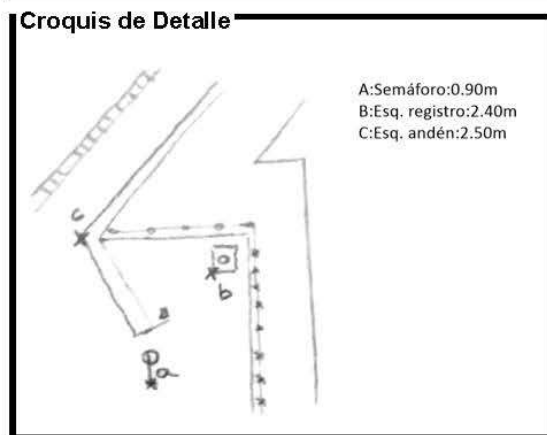 Croquis de Detalle
A:Semáforo:0.90m
B:Esq. registro:2.40m
C:Esq. andén:2.50m
c
b
a